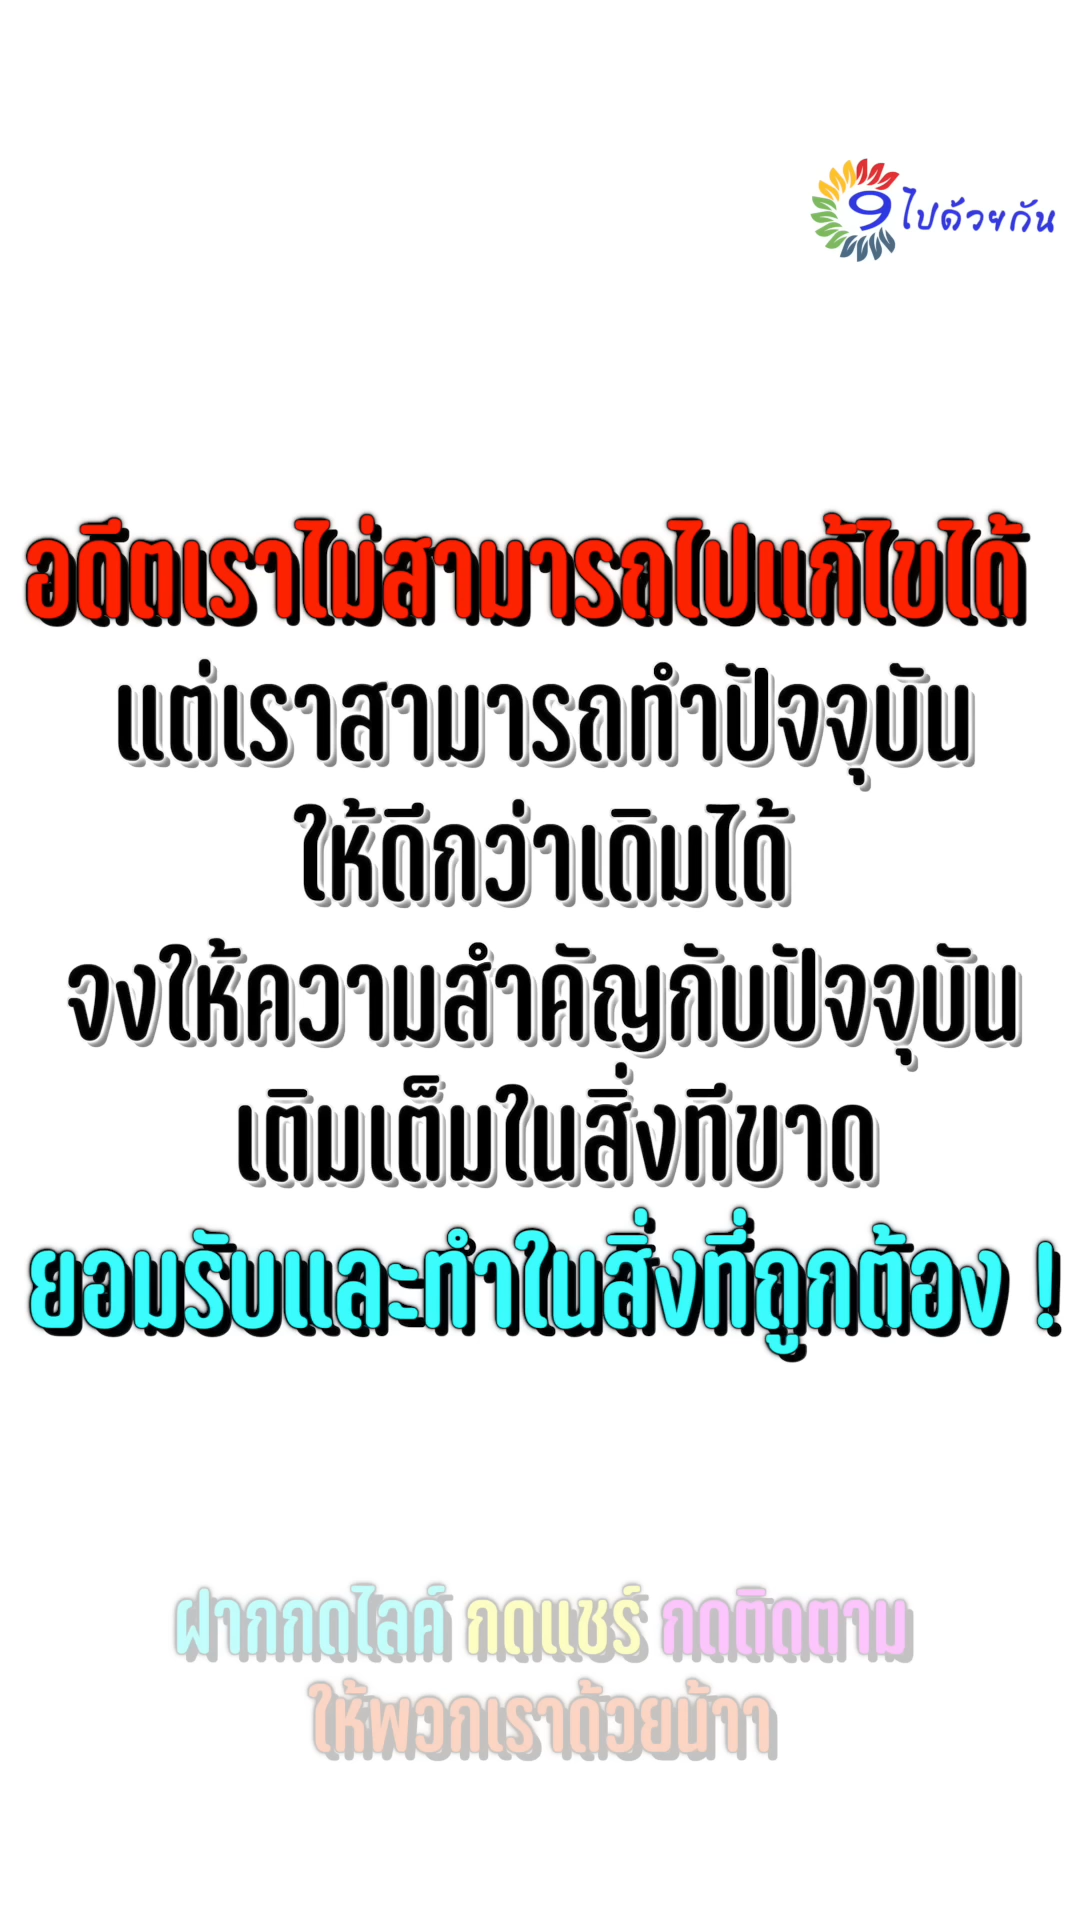 9 ไปด้วยกัน
อดีตเราไม่สามารถไปแก้ไขได้
แต่เราสามารถทำปัจจุบัน
ให้ดีกว่าเดิมได้
จงให้ความสำคัญกับปัจจุบัน
เติมเต็มในสิ่งทีขาด
ยอมรับและทำในสิ่งที่ถูกต้อง !
ฝากกดไลค์ กดแชร์ กดติดตาม
ให้พวกเราด้วยน้าา